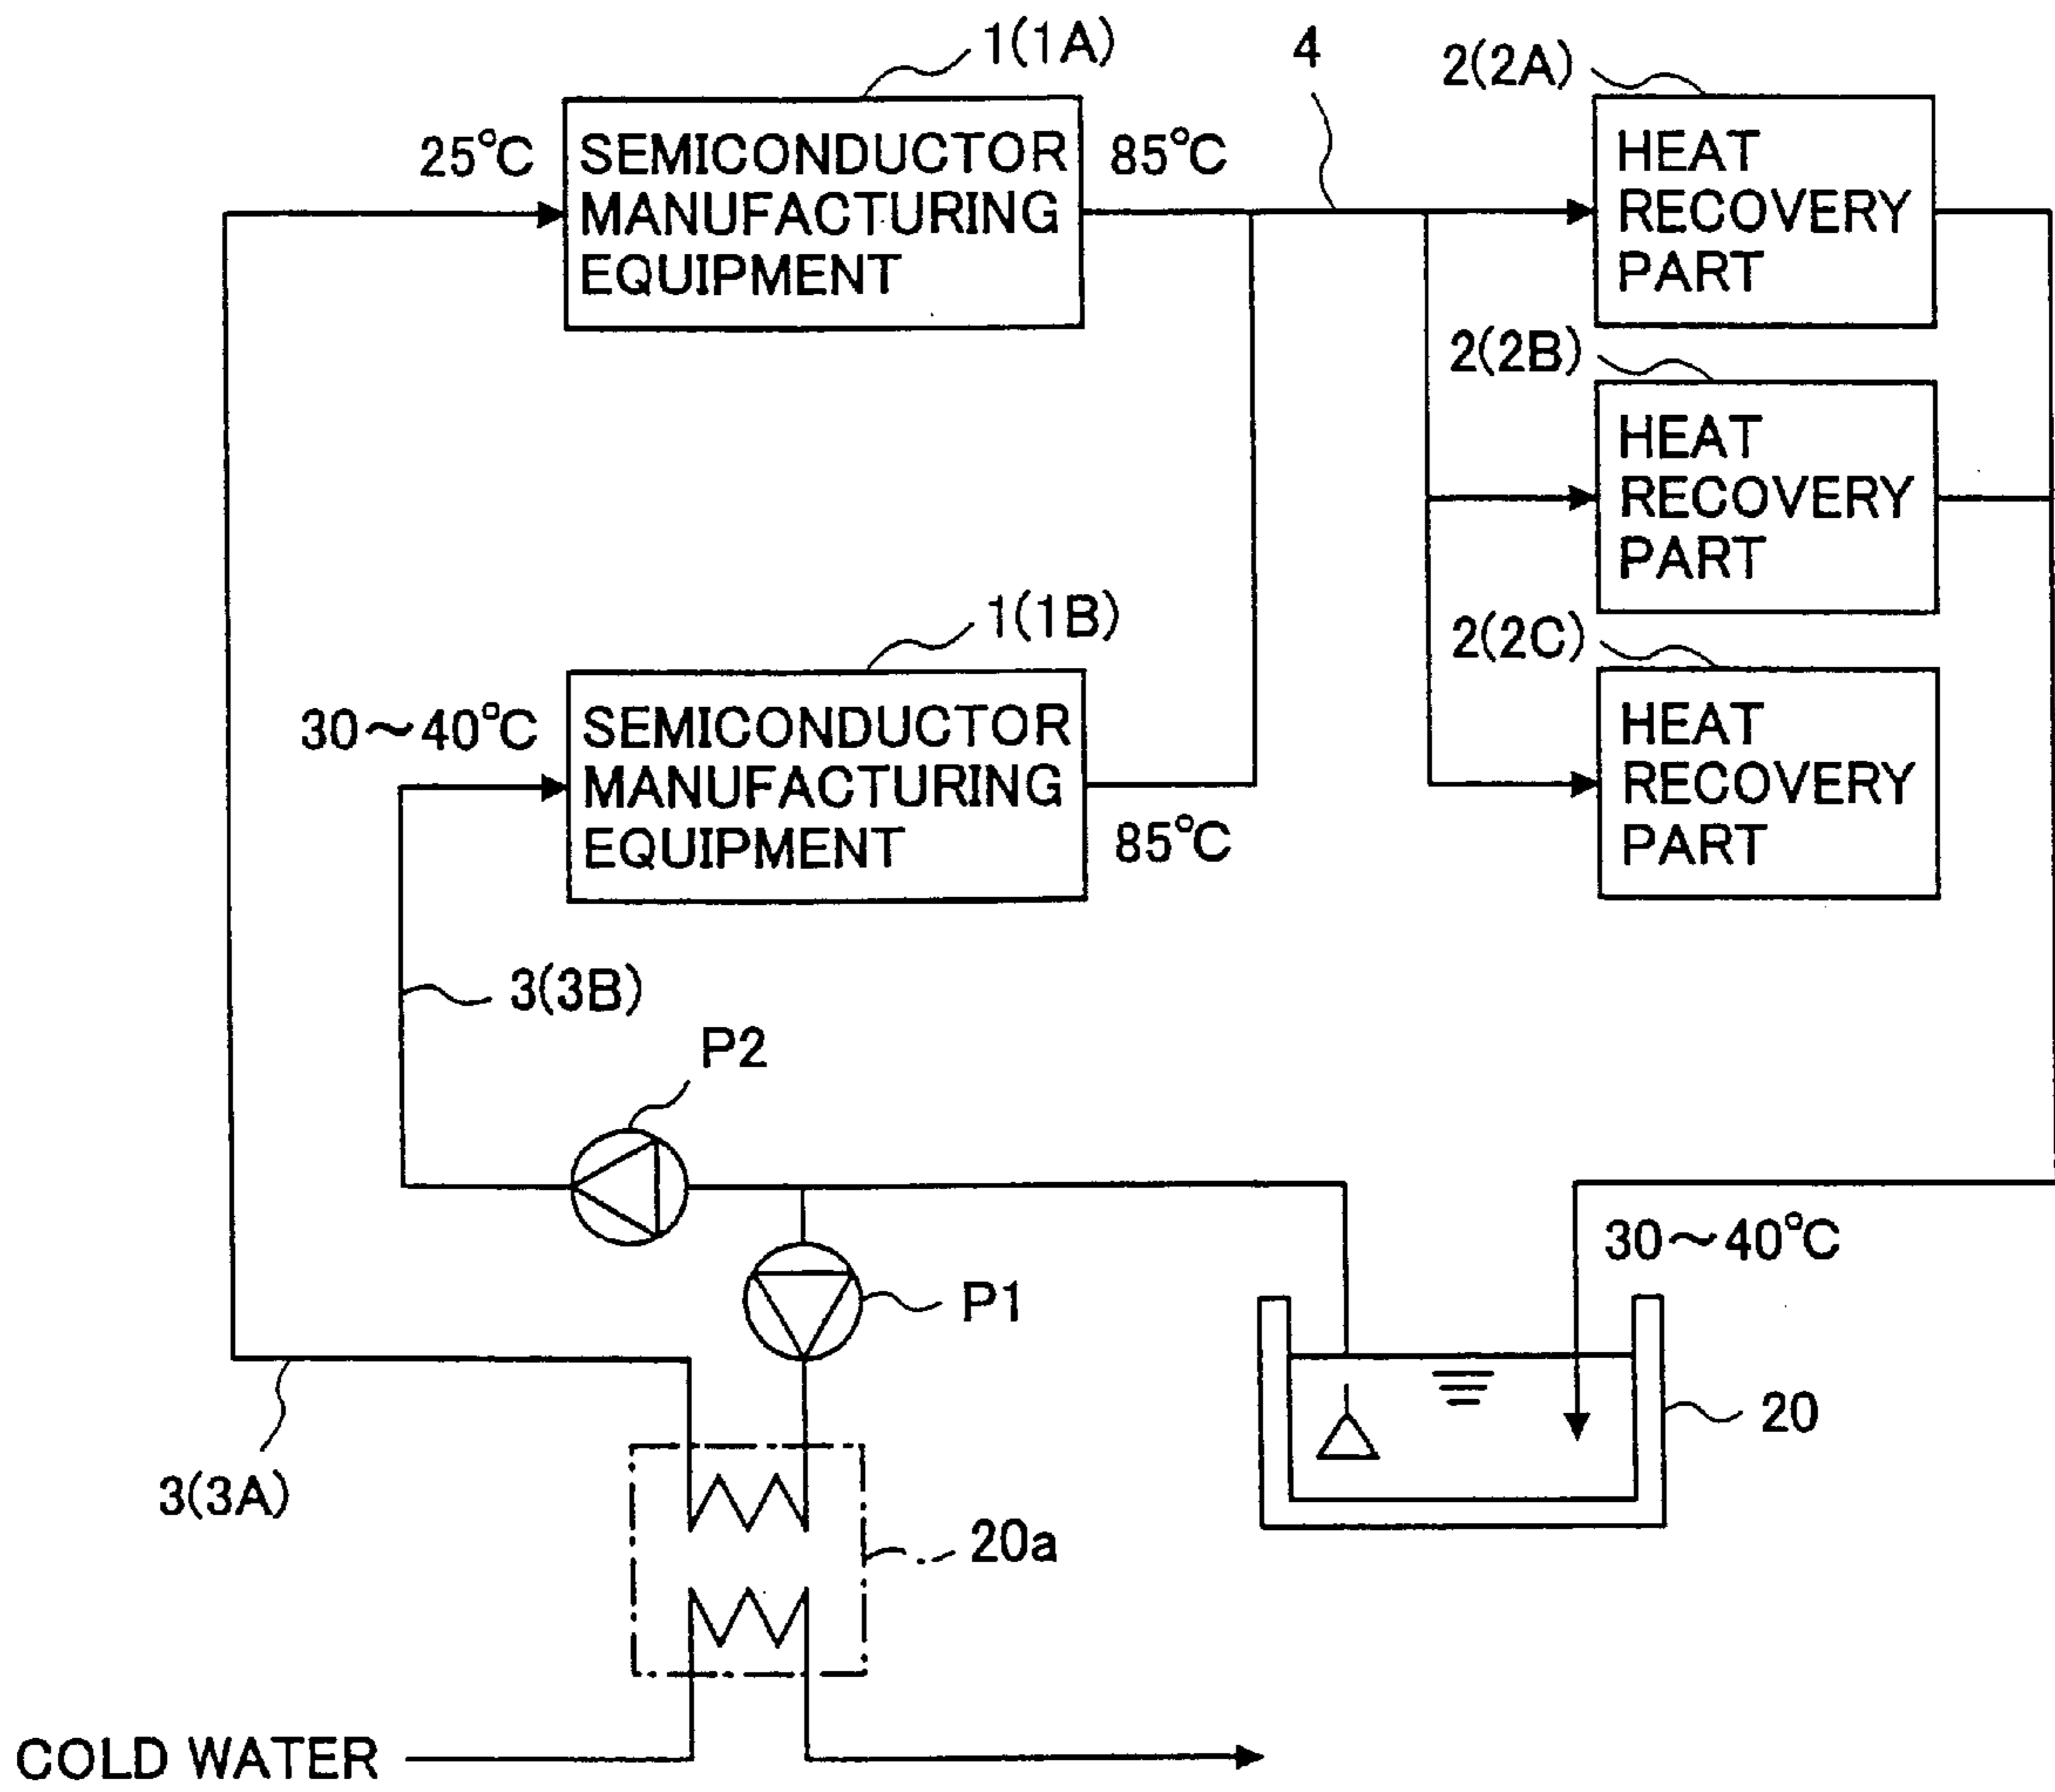 1(1A)
4
2(2A)
25°C
SEMICONDUCTOR
MANUFACTURING
EQUIPMENT
85°C
HEAT
RECOVERY
PART
2(2B)
HEAT
RECOVERY
PART
1(1B)
2(2C)
30～40°C
SEMICONDUCTOR
MANUFACTURING
EQUIPMENT
85°C
HEAT
RECOVERY
PART
3(3B)
P2
30～40°C
P1
20
3(3A)
20a
COLD WATER